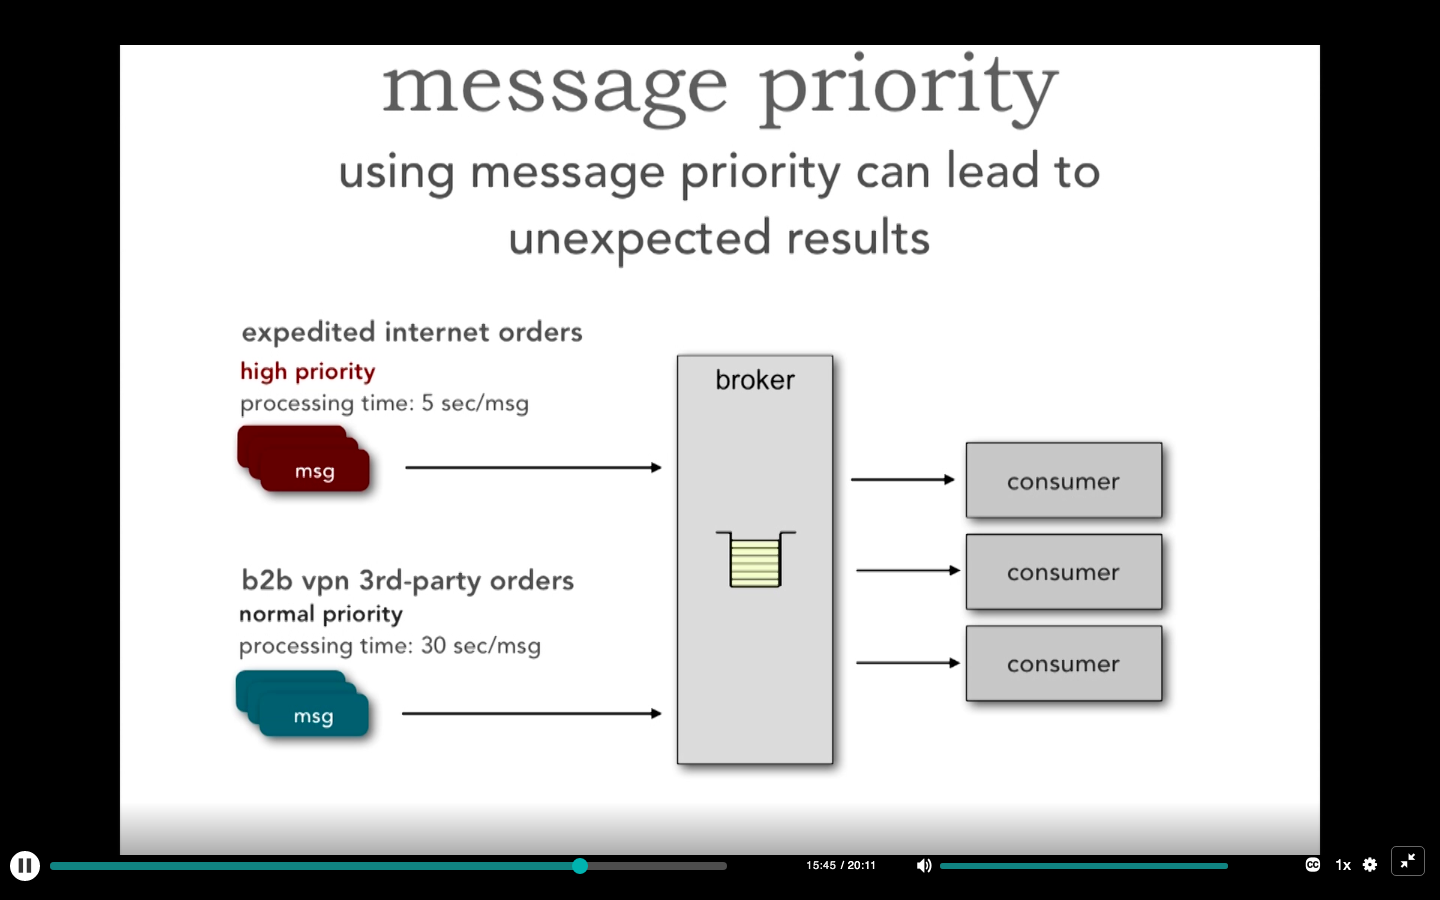 message priority
using message priority can lead to
unexpected results
expedited internet orders
high priority
processing time: 5 sec/msg
msg
b2b vpn 3rd-party orders
normal priority
processing time: 30 sec/msg
msg
broker
consumer
consumer
consumer
15:45 / 20:11
CC
1x